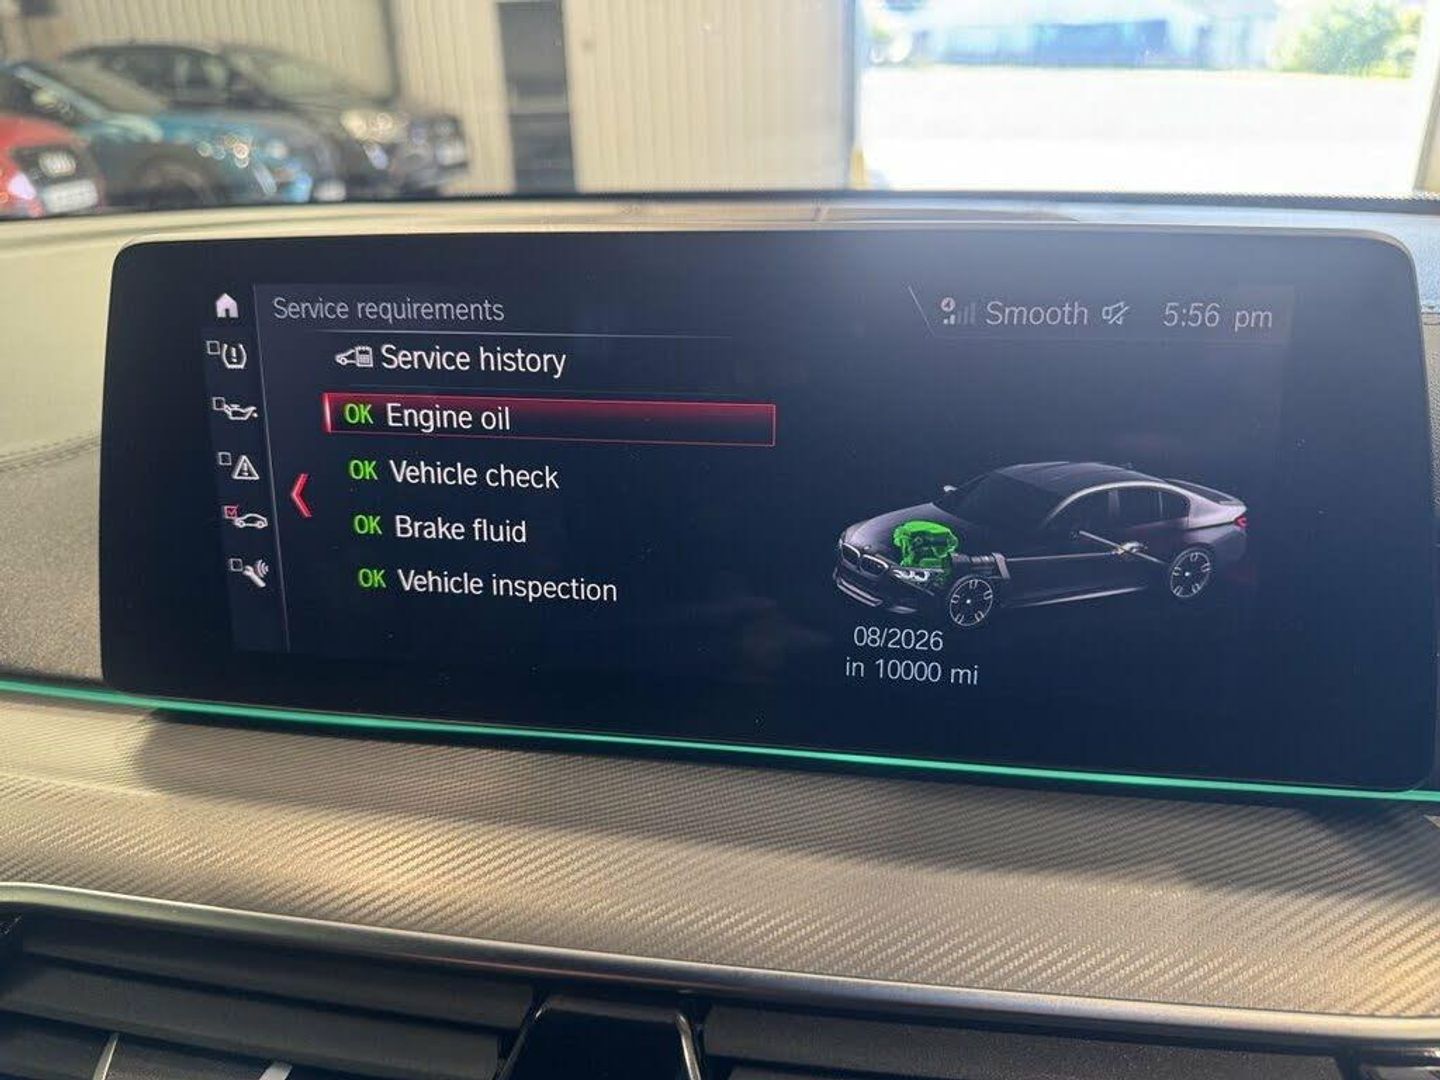 Service requirements
Smooth
5:56 pm
Service history
OK Engine oil
OK Vehicle check
OK Brake fluid
OK Vehicle inspection
08/2026
in 10000 mi